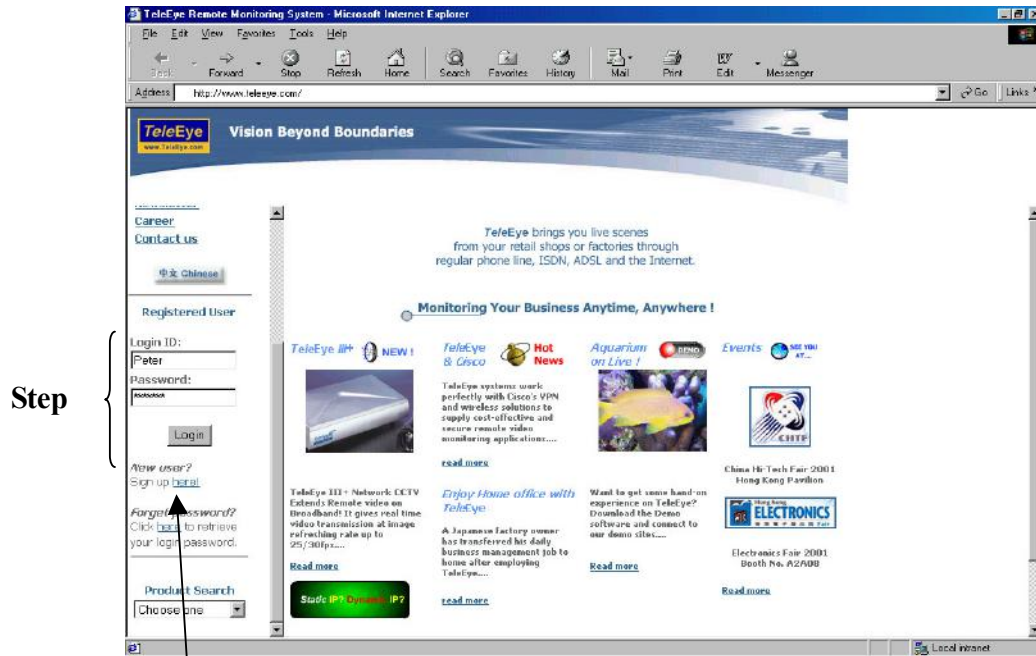 TeleEye Remote Monitoring System - Microsoft Internet Explorer
File Edit View Favorites Tools Help
Back Forward Stop Refresh Home Search Favorites History Mail Print Edit Messenger
Address http://www.teleeye.com/ Go Links
TeleEye Vision Beyond Boundaries
www.TeleEye.com
Career
Contact us
中文 Chinese
Registered User
Login ID:
Peter
Password:
Login
New user?
Sign up here!
Forget password?
Click here to retrieve
your login password.
Product Search
Choose one
Step
TeleEye brings you live scenes
from your retail shops or factories through
regular phone line, ISDN, ADSL and the Internet.
Monitoring Your Business Anytime, Anywhere !
TeleEye III+ NEW !
TeleEye III+ Network CCTV
Extends Remote video on
Broadband! It gives real time
video transmission at image
refreshing rate up to
25/30fps....
Read more
Static IP? Dynamic IP?
TeleEye
& Cisco
Hot
News
TeleEye systems work
perfectly with Cisco's VPN
and wireless solutions to
supply cost-effective and
secure remote video
monitoring applications....
read more
Enjoy Home office with
TeleEye
A Japanese factory owner
has transferred his daily
business management job to
home after employing
TeleEye....
read more
Aquarium
on Live !
DEMO
Want to get some hand-on
experience on TeleEye?
Download the Demo
software and connect to
our demo sites....
Read more
Events SEE YOU
AT...
CHTF
China Hi-Tech Fair 2001
Hong Kong Pavilion
Hong Kong
ELECTRONICS
Fair
Electronics Fair 2001
Booth No. A2A08
Read more
Local intranet